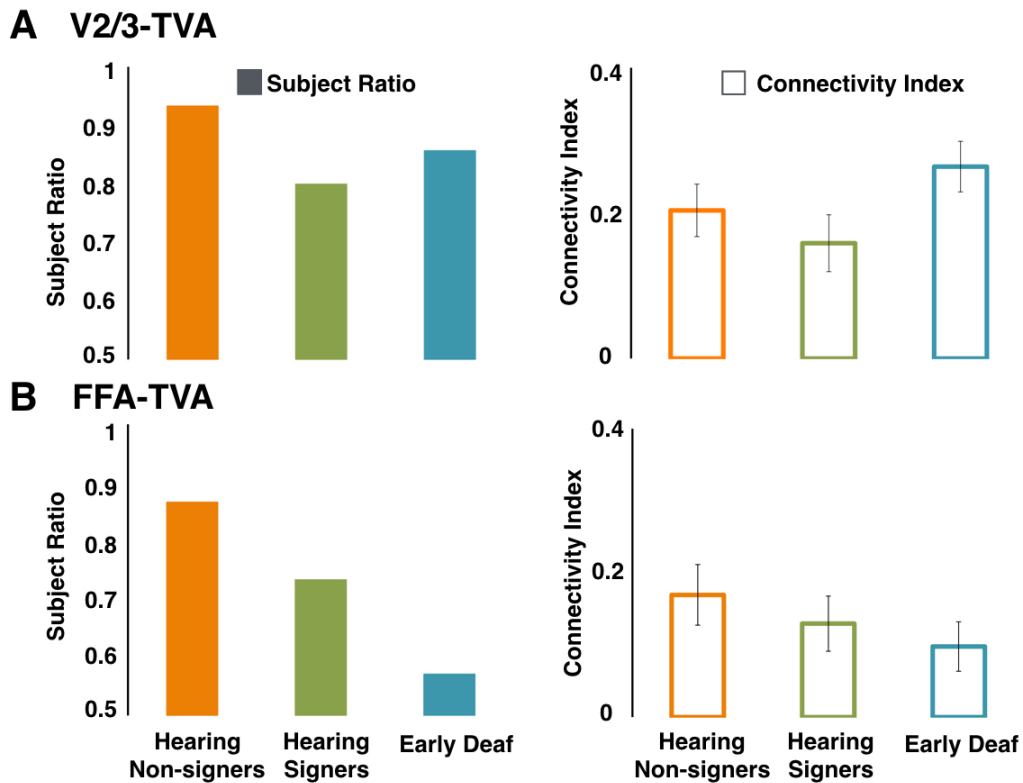 A V2/3-TVA
Subject Ratio
1
0.9
0.8
0.7
0.6
0.5
Subject Ratio
Connectivity Index
0.4
0.2
0
Connectivity Index
B FFA-TVA
1
0.9
0.8
0.7
0.6
0.5
Subject Ratio
Hearing
Non-signers
Hearing
Signers
Early Deaf
0.4
0.2
0
Connectivity Index
Hearing
Non-signers
Hearing
Signers
Early Deaf